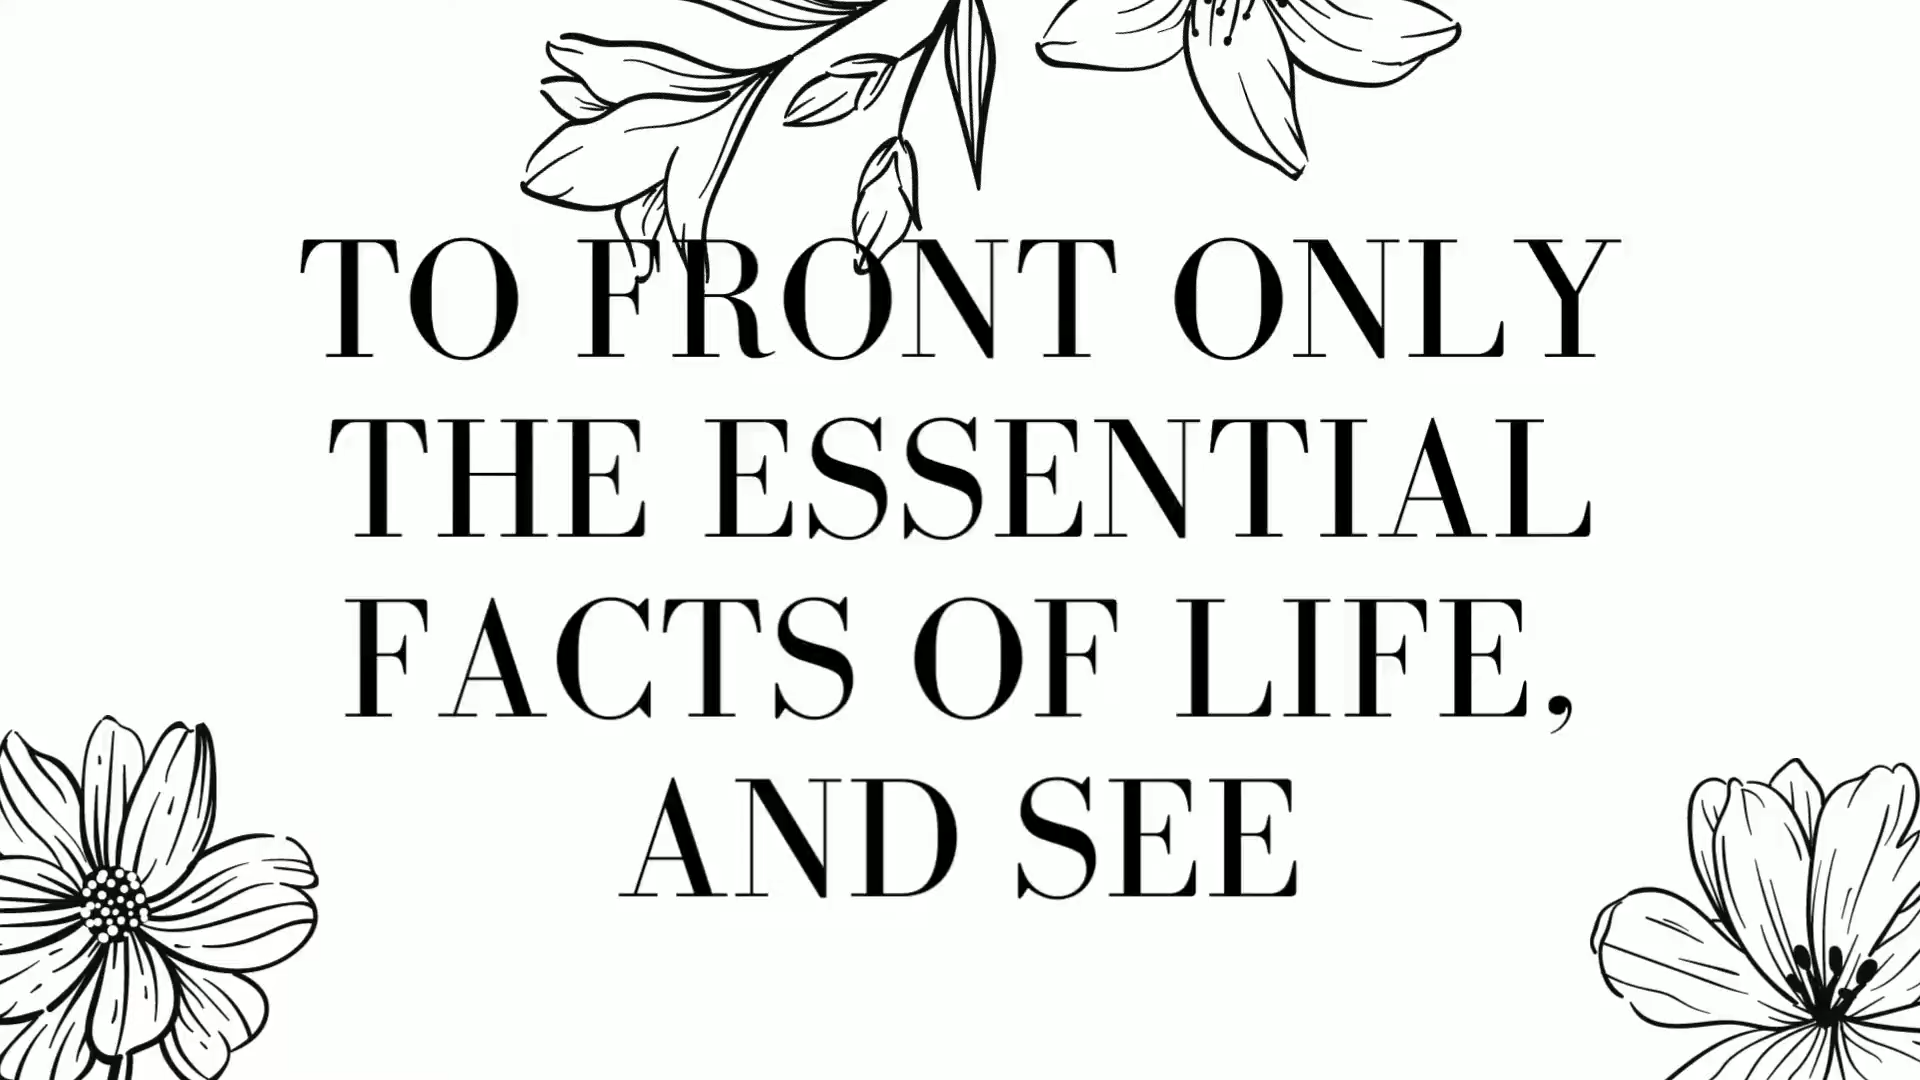 TO FRONT ONLY
THE ESSENTIAL
FACTS OF LIFE,
AND SEE